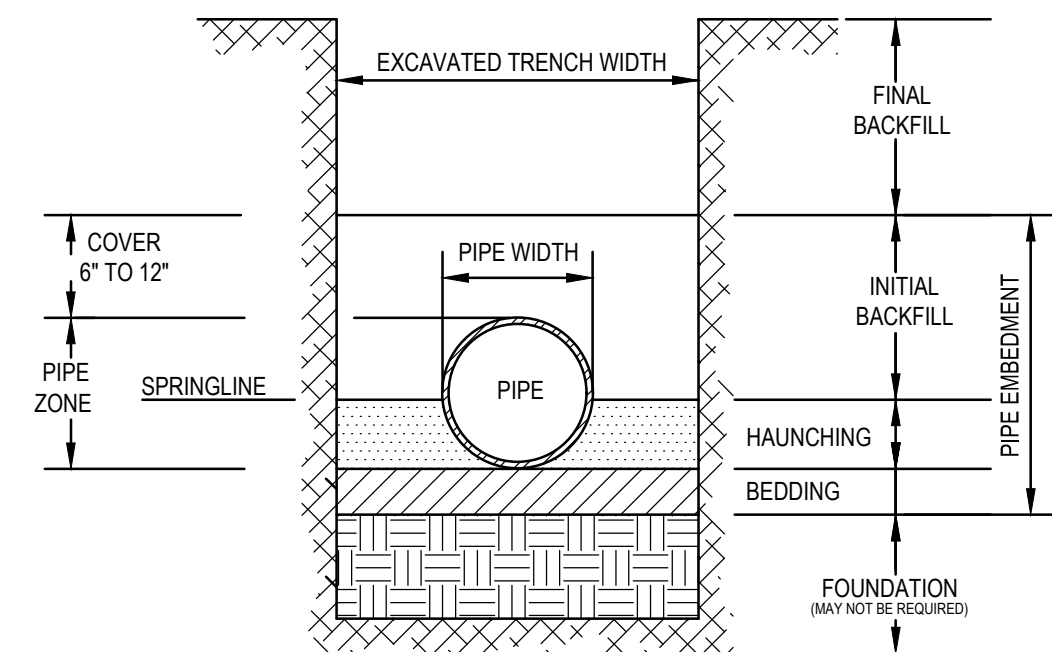 EXCAVATED TRENCH WIDTH
FINAL
BACKFILL
COVER
6" TO 12"
PIPE WIDTH
INITIAL
BACKFILL
PIPE EMBEDMENT
PIPE
ZONE
SPRINGLINE
PIPE
HAUNCHING
BEDDING
FOUNDATION
(MAY NOT BE REQUIRED)